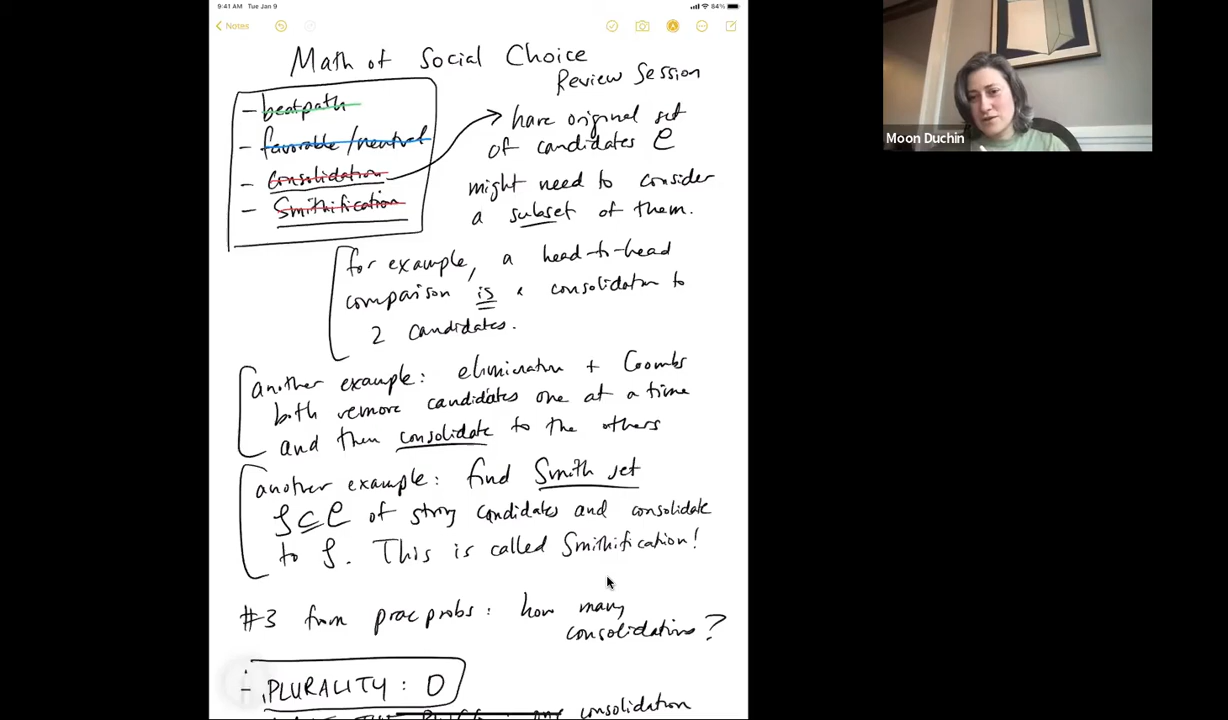 9:41 AM Tue Jan 9
84%
Notes
Math of Social Choice
Review Session
- beatpath
- favorable/neutral
- Consolidation
- Smithification
have original set
of candidates C
might need to consider
a subset of them.
for example, a head-to-head
comparison is a consolidation to
2 candidates.
another example: elimination + Coombs
both remove candidates one at a time
and then consolidate to the others
another example: find Smith set
S ⊆ C of strong candidates and consolidate
to S. This is called Smithification!
#3 from pracprobs: how many
consolidations?
- PLURALITY: 0
consolidation
Moon Duchin